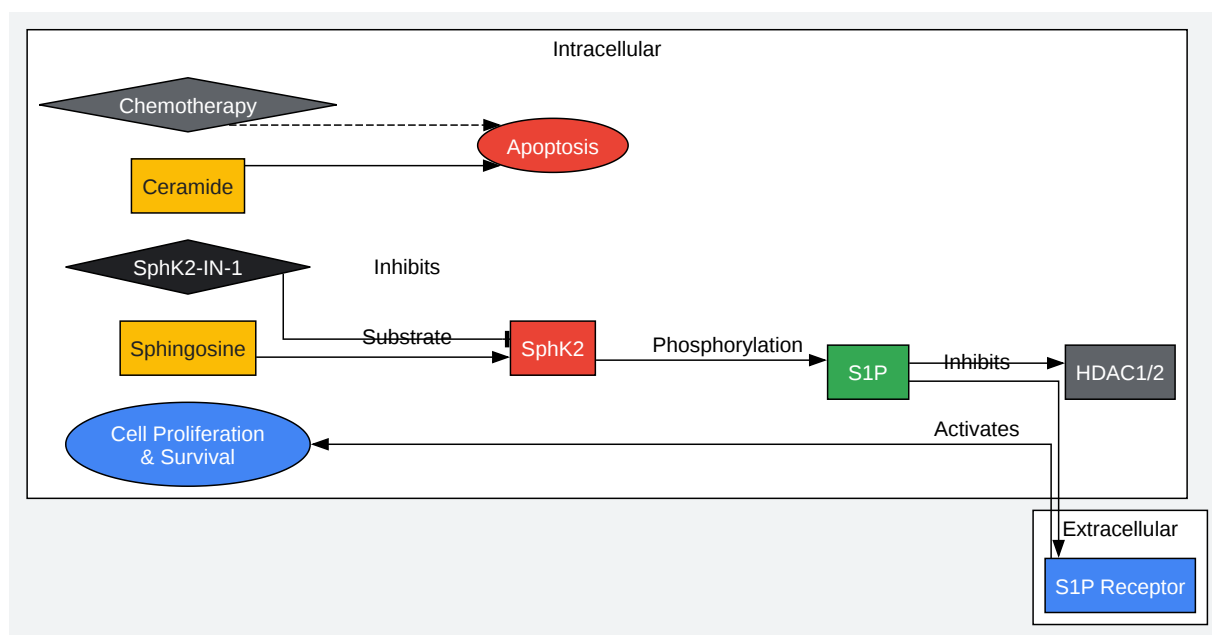 Intracellular
Chemotherapy
Apoptosis
Ceramide
SphK2-IN-1
Inhibits
Substrate
Sphingosine
SphK2
Phosphorylation
S1P
Inhibits
HDAC1/2
Cell Proliferation
& Survival
Activates
Extracellular
S1P Receptor